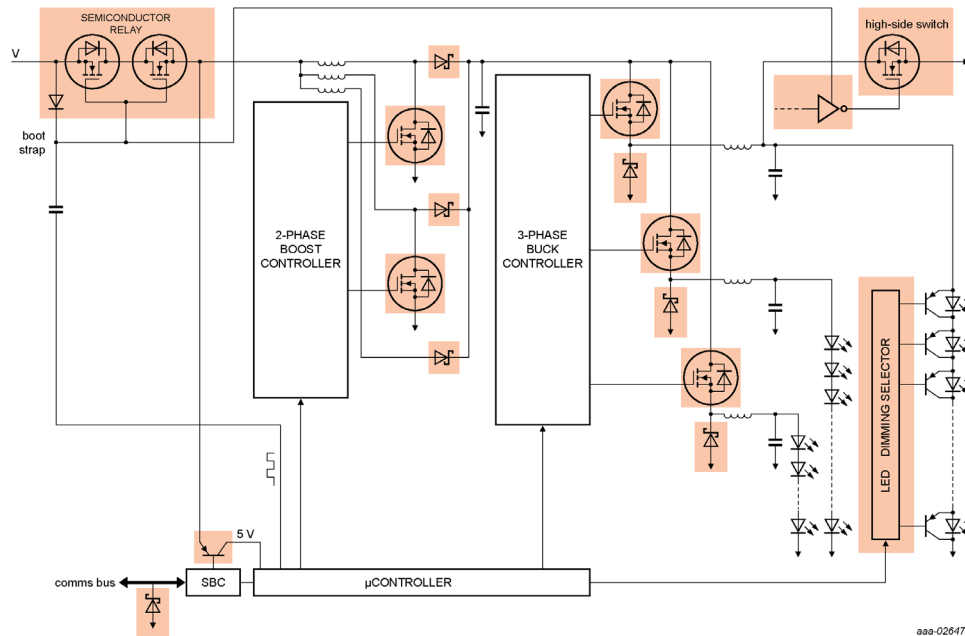 SEMICONDUCTOR
RELAY
high-side switch
V
boot
strap
2-PHASE
BOOST
CONTROLLER
3-PHASE
BUCK
CONTROLLER
LED DIMMING SELECTOR
5 V
comms bus
SBC
µCONTROLLER
aaa-02647